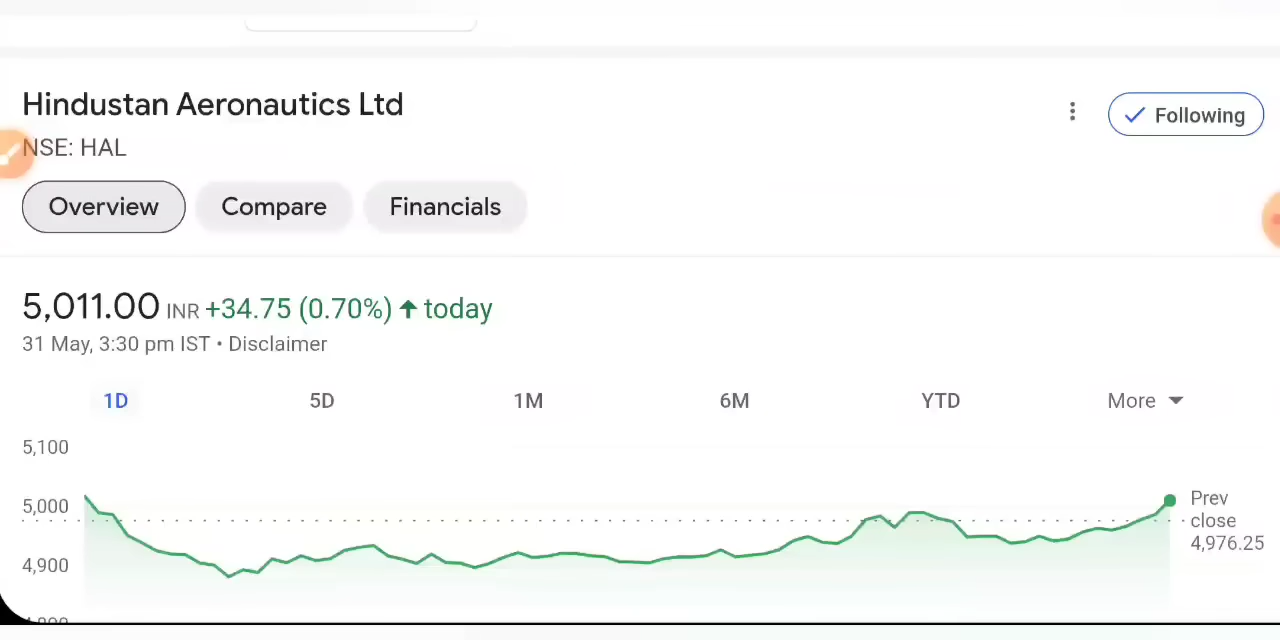 Hindustan Aeronautics Ltd
NSE: HAL
Following
Overview Compare Financials
5,011.00 INR +34.75 (0.70%) ↑ today
31 May, 3:30 pm IST • Disclaimer
1D 5D 1M 6M YTD More
5,100
5,000
4,900
Prev
close
4,976.25